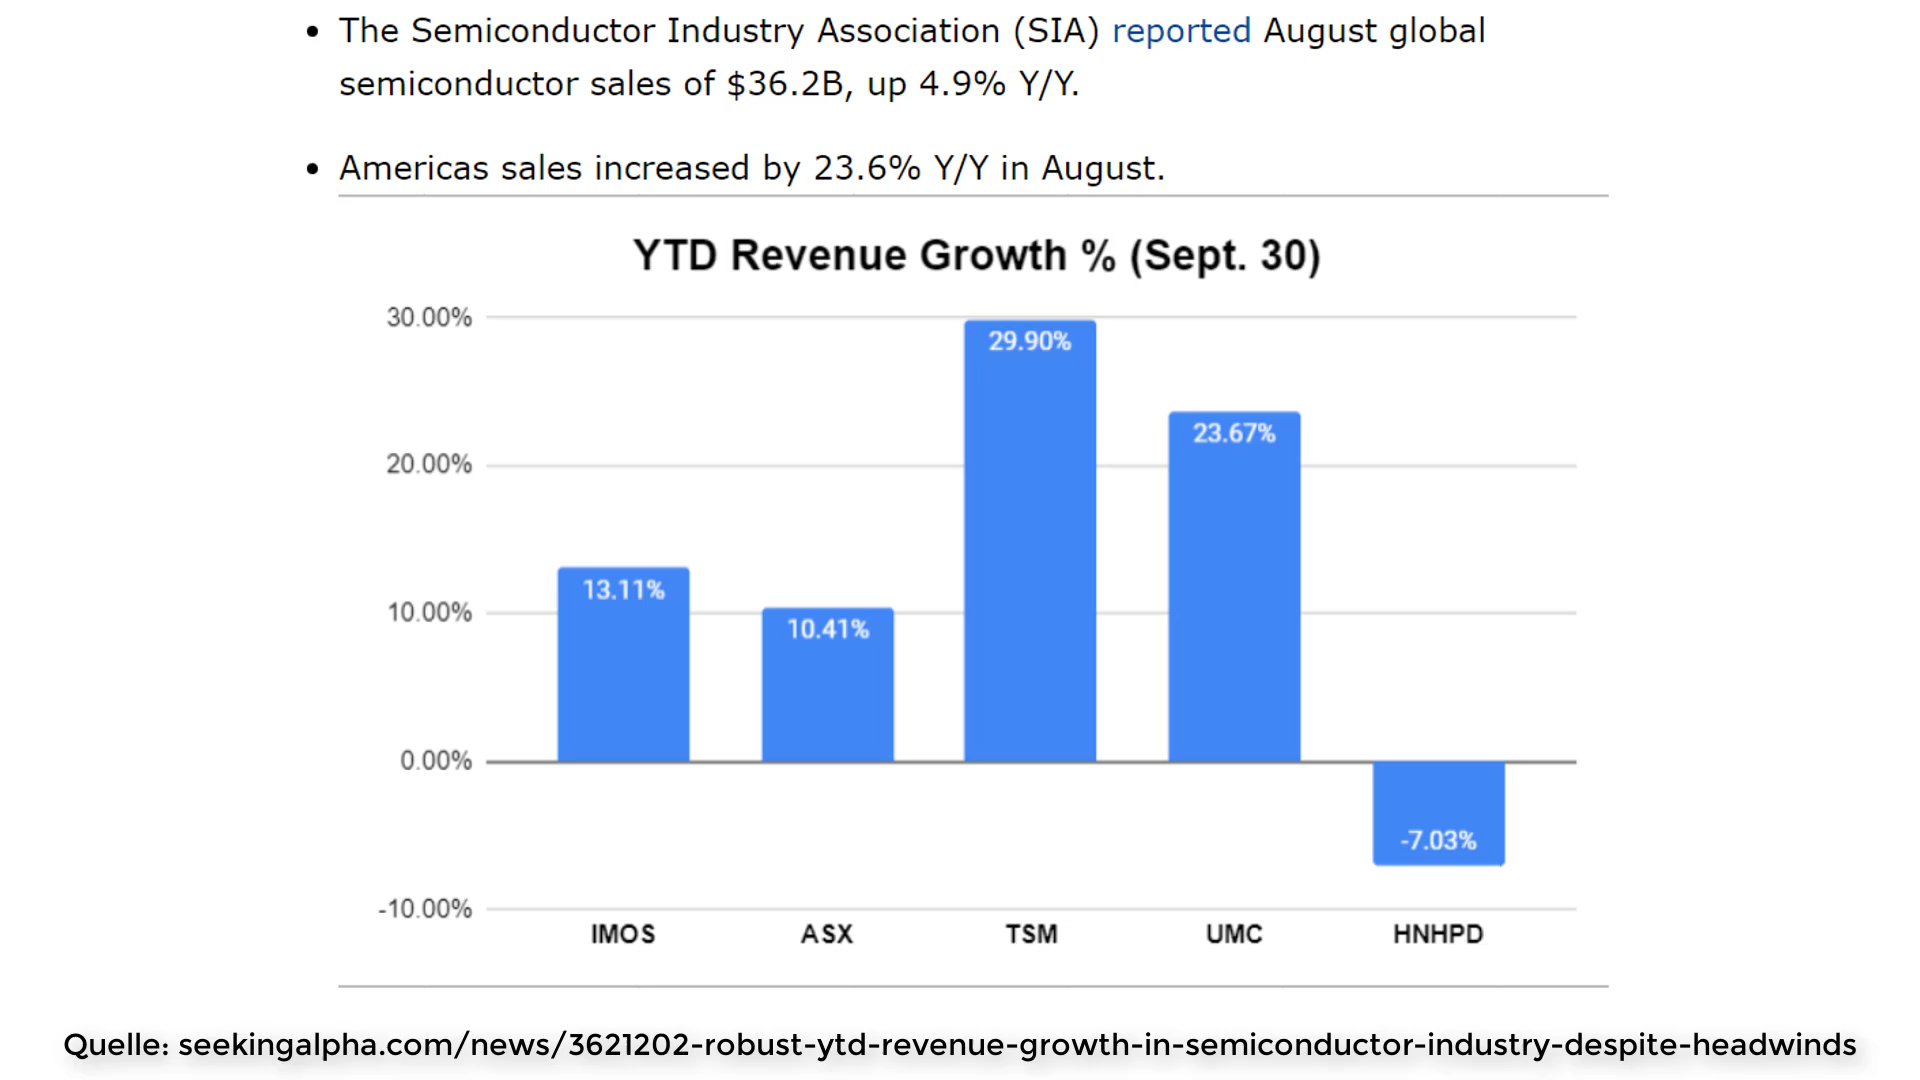 • The Semiconductor Industry Association (SIA) reported August global
semiconductor sales of $36.2B, up 4.9% Y/Y.
• Americas sales increased by 23.6% Y/Y in August.
YTD Revenue Growth % (Sept. 30)
30.00%
29.90%
23.67%
20.00%
13.11%
10.41%
10.00%
0.00%
-7.03%
-10.00%
IMOS ASX TSM UMC HNHPD
Quelle: seekingalpha.com/news/3621202-robust-ytd-revenue-growth-in-semiconductor-industry-despite-headwinds